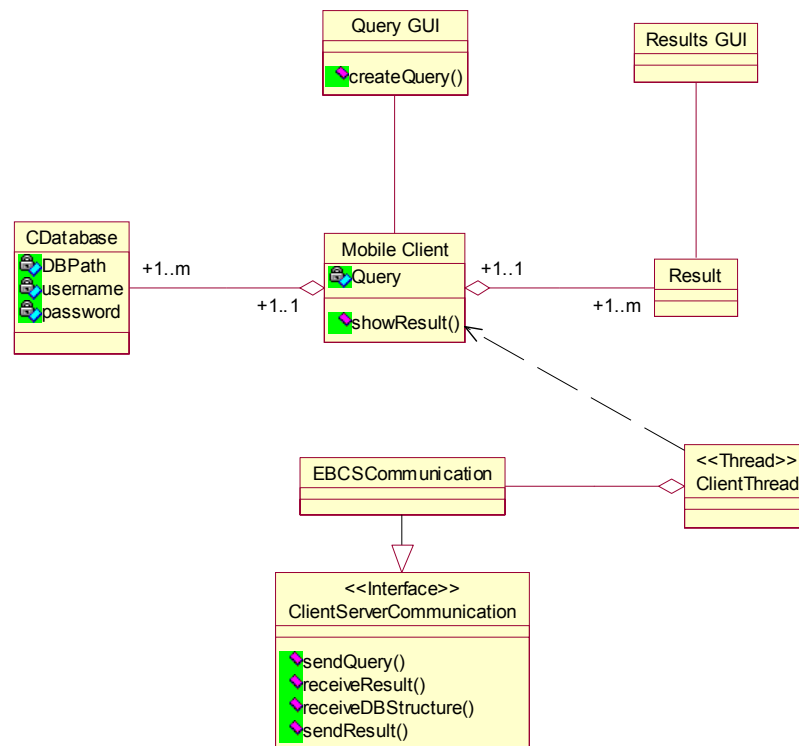 Query GUI
createQuery()
Results GUI
CDatabase
DBPath
username
password
+1..m
+1..1
Mobile Client
Query
showResult()
+1..1
+1..m
Result
<<Thread>>
ClientThread
EBCSCommunication
<<Interface>>
ClientServerCommunication
sendQuery()
receiveResult()
receiveDBStructure()
sendResult()